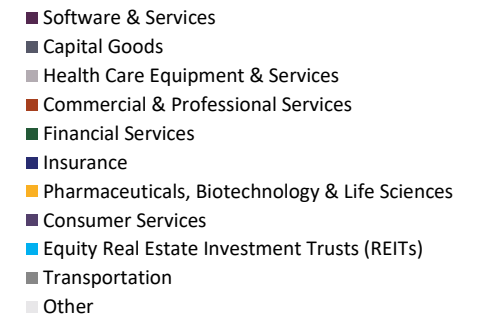 Software & Services
Capital Goods
Health Care Equipment & Services
Commercial & Professional Services
Financial Services
Insurance
Pharmaceuticals, Biotechnology & Life Sciences
Consumer Services
Equity Real Estate Investment Trusts (REITs)
Transportation
Other